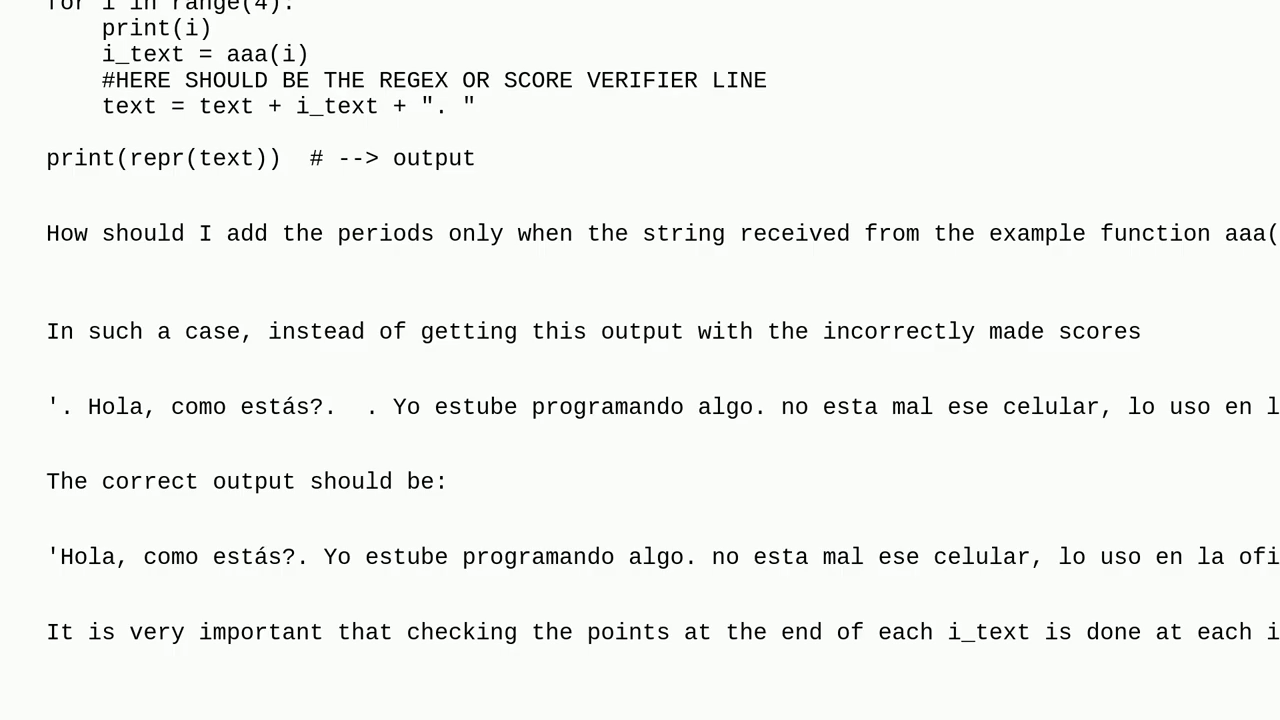 for i in range(4):
    print(i)
    i_text = aaa(i)
    #HERE SHOULD BE THE REGEX OR SCORE VERIFIER LINE
    text = text + i_text + ". "
print(repr(text))  # --> output
How should I add the periods only when the string received from the example function aaa(
In such a case, instead of getting this output with the incorrectly made scores
'. Hola, como estás?.  . Yo estube programando algo. no esta mal ese celular, lo uso en l
The correct output should be:
'Hola, como estás?. Yo estube programando algo. no esta mal ese celular, lo uso en la ofi
It is very important that checking the points at the end of each i_text is done at each i